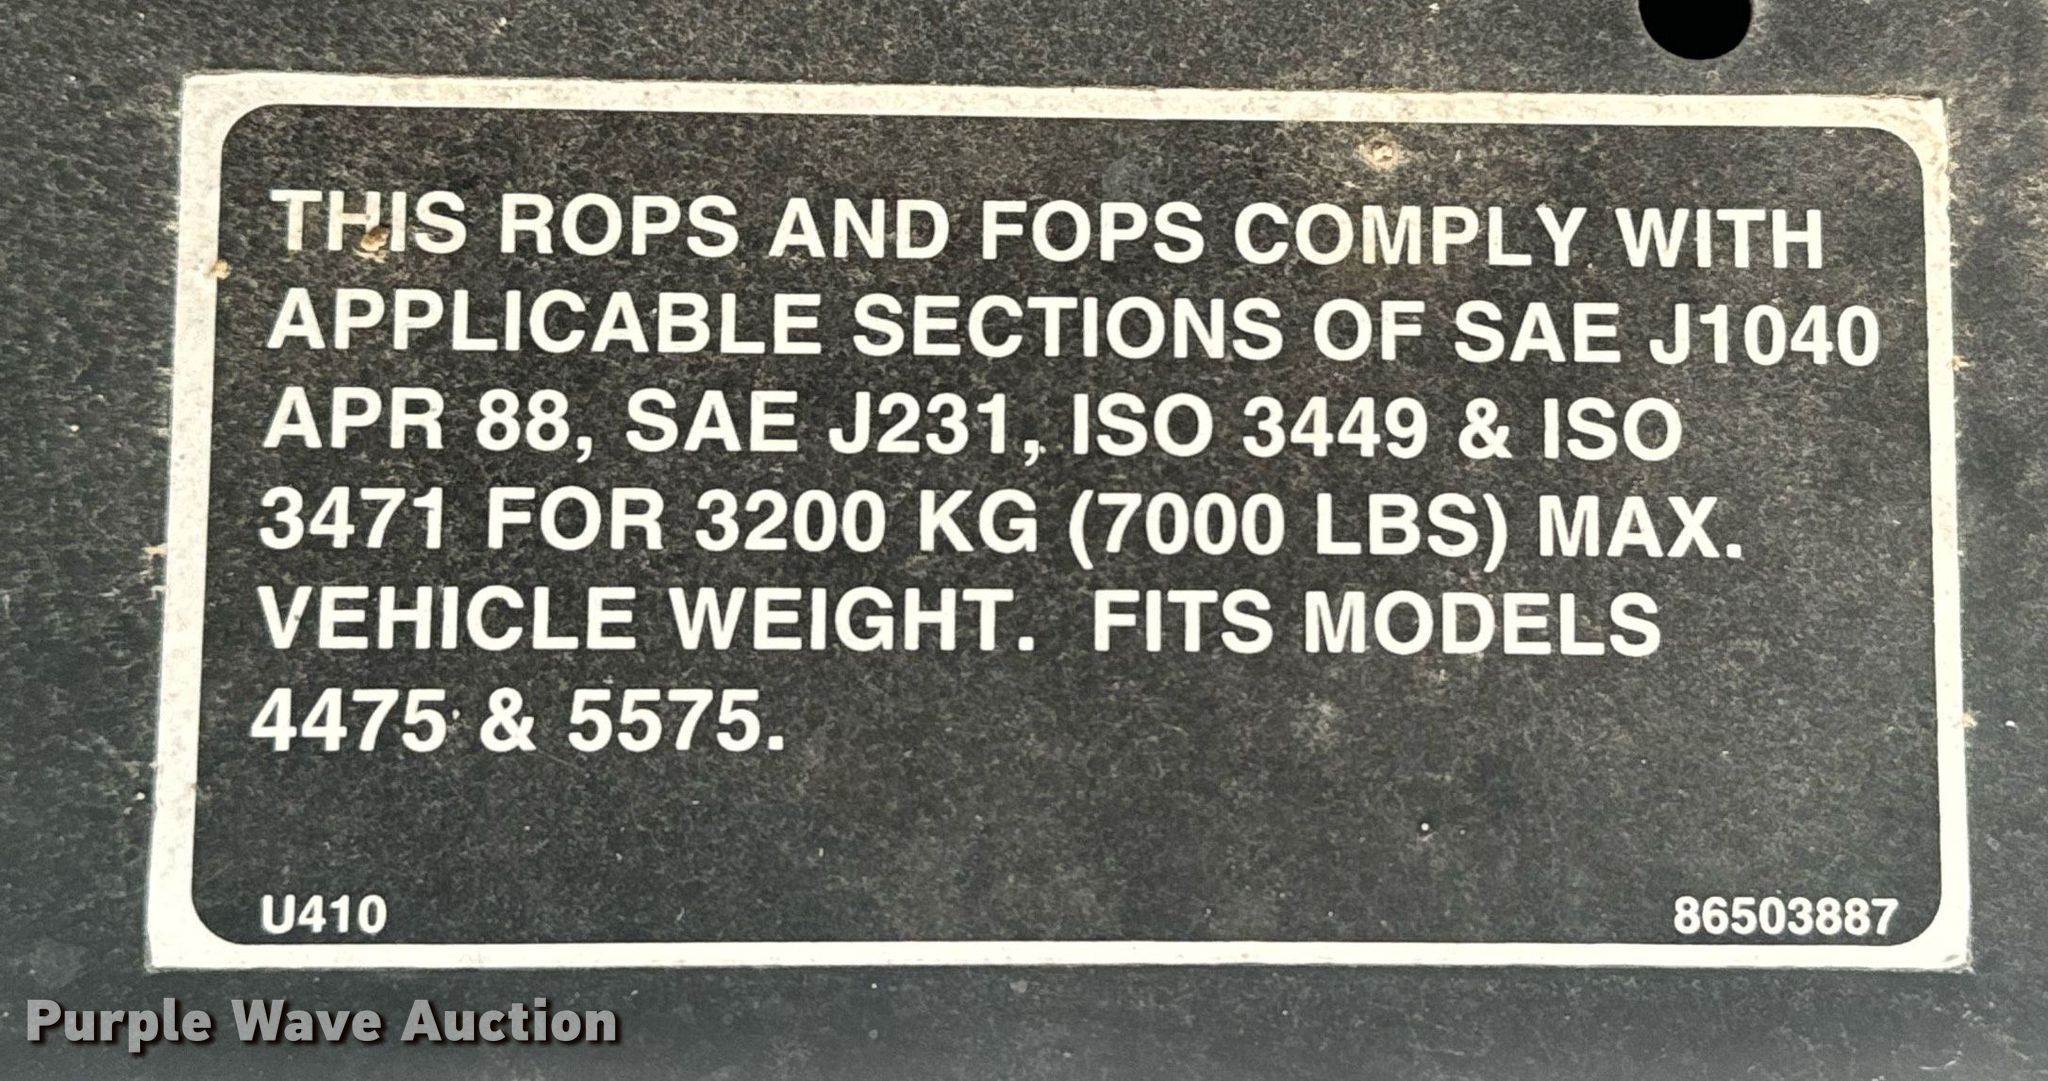 THIS ROPS AND FOPS COMPLY WITH
APPLICABLE SECTIONS OF SAE J1040
APR 88, SAE J231, ISO 3449 & ISO
3471 FOR 3200 KG (7000 LBS) MAX.
VEHICLE WEIGHT. FITS MODELS
4475 & 5575.
U410
86503887
Purple Wave Auction